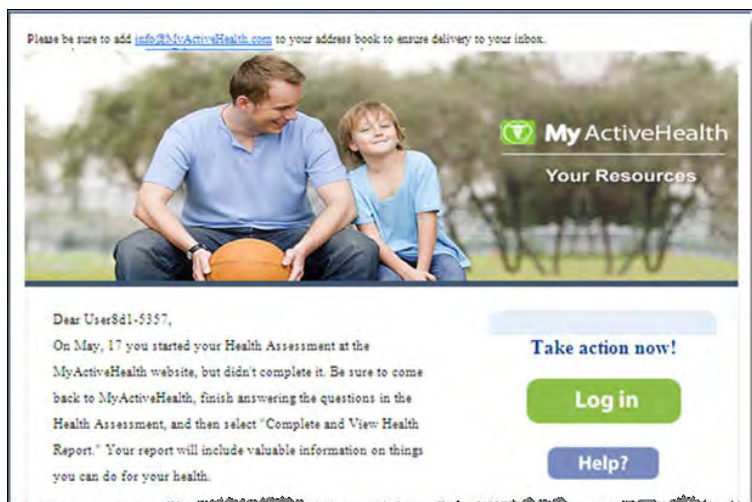 Please be sure to add info@MyActiveHealth.com to your address book to ensure delivery to your inbox.
My ActiveHealth
Your Resources
Dear User8d1-5357,
On May, 17 you started your Health Assessment at the
MyActiveHealth website, but didn't complete it. Be sure to come
back to MyActiveHealth, finish answering the questions in the
Health Assessment, and then select "Complete and View Health
Report." Your report will include valuable information on things
you can do for your health.
Take action now!
Log in
Help?